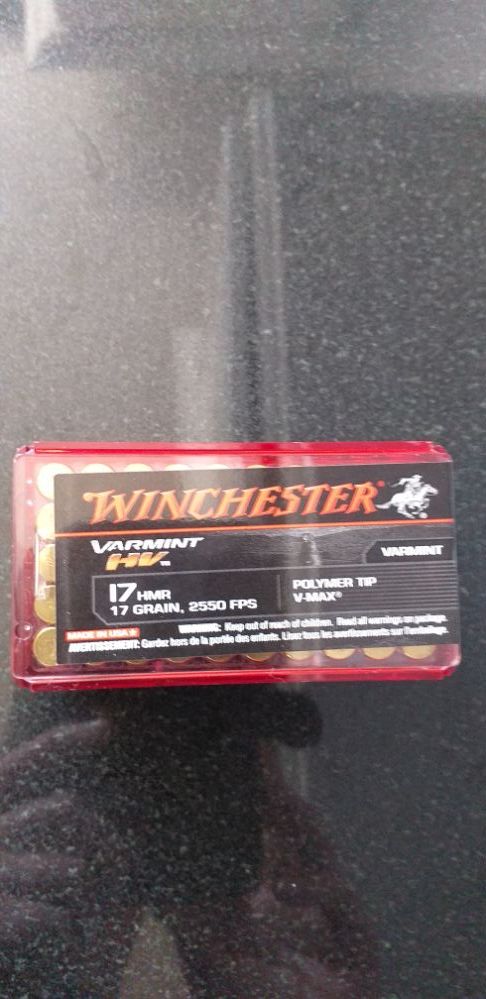 WINCHESTER®
VARMINT
HV™
VARMINT
17 HMR
17 GRAIN, 2550 FPS
POLYMER TIP
V-MAX®
MADE IN USA
WARNING: Keep out of reach of children. Read all warnings on package.
AVERTISSEMENT: Gardez hors de la portée des enfants. Lisez tous les avertissements sur l'emballage.